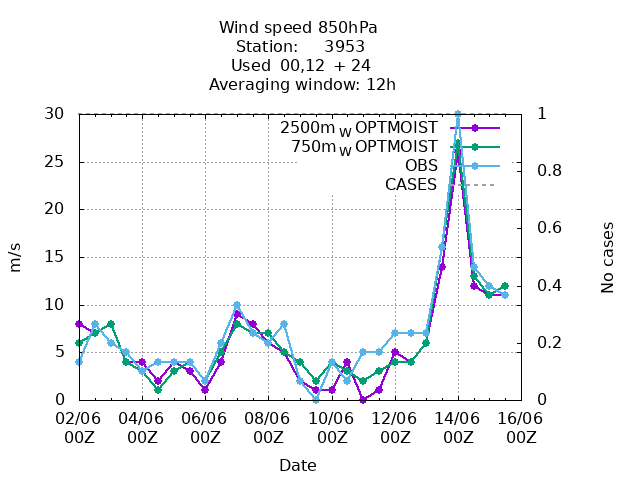 Wind speed 850hPa
Station: 3953
Used 00,12 + 24
Averaging window: 12h
30 1
2500m W OPTMOIST
750m W OPTMOIST
OBS
CASES
25
0.8
20
0.6
15
0.4
10
0.2
5
0 0
m/s
No cases
02/06 04/06 06/06 08/06 10/06 12/06 14/06 16/06
00Z 00Z 00Z 00Z 00Z 00Z 00Z 00Z
Date